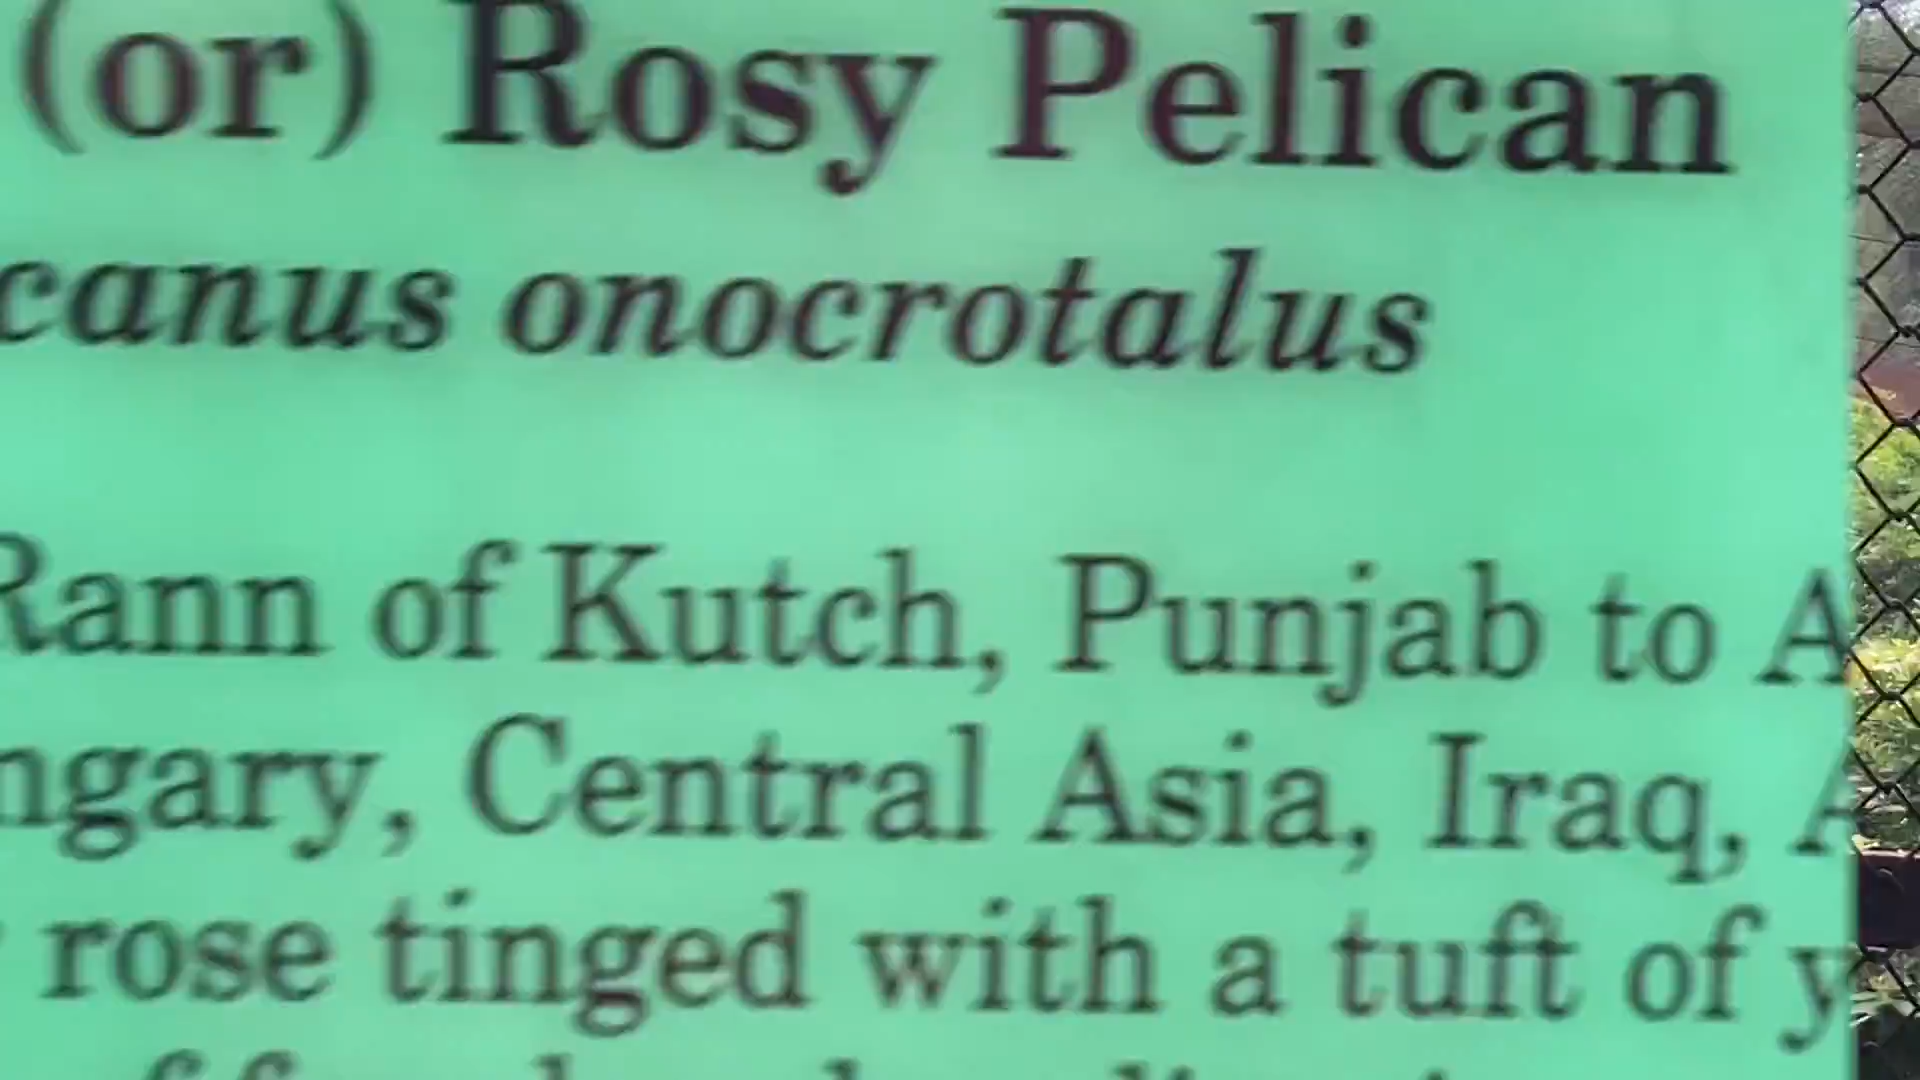 (or) Rosy Pelican
canus onocrotalus
Rann of Kutch, Punjab to A
ngary, Central Asia, Iraq, A
rose tinged with a tuft of y